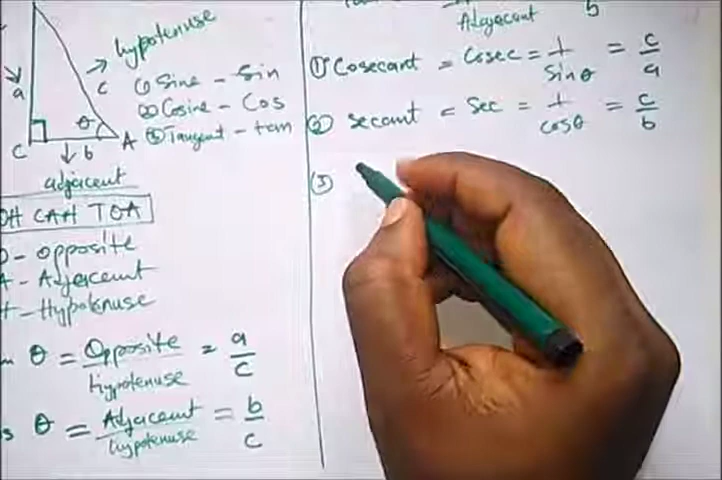 hypotenuse
a
c
θ
C
b
A
adjacent
① Sine - Sin
② Cosine - Cos
③ Tangent - tan
OH CAH TOA
O - opposite
A - Adjacent
H - Hypotenuse
θ = Opposite / Hypotenuse = a/c
s θ = Adjacent / hypotenuse = b/c
Adjacent b
① Cosecant = Cosec = 1/sinθ = c/a
② secant = sec = 1/cosθ = c/b
③